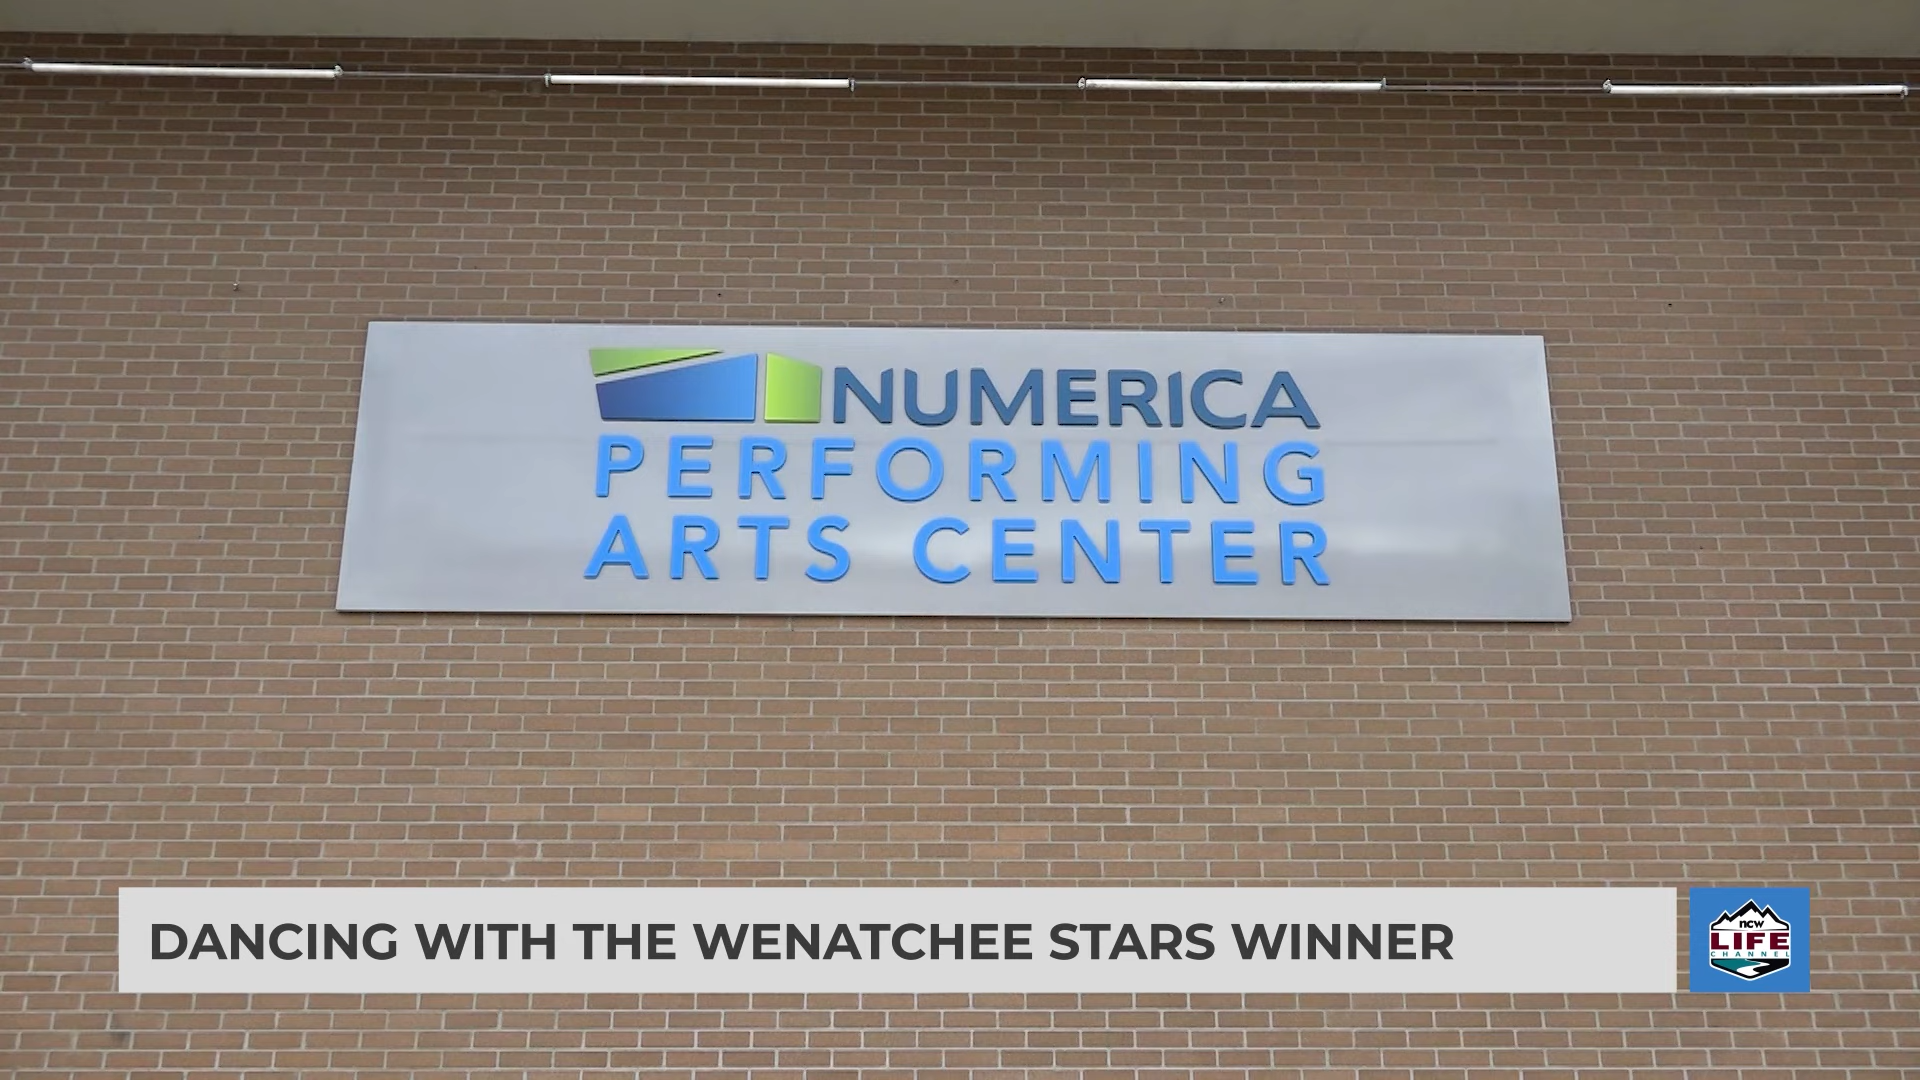 NUMERICA
PERFORMING
ARTS CENTER
DANCING WITH THE WENATCHEE STARS WINNER
ncw
LIFE
CHANNEL